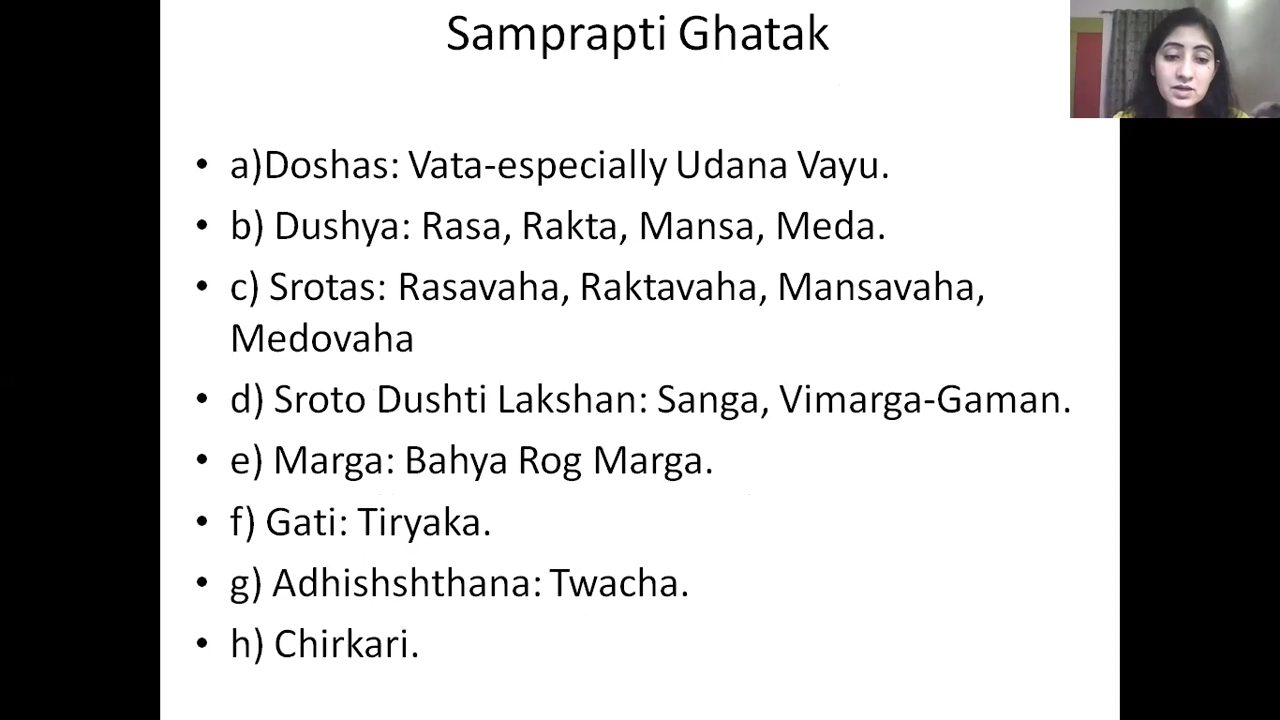 Samprapti Ghatak
• a)Doshas: Vata-especially Udana Vayu.
• b) Dushya: Rasa, Rakta, Mansa, Meda.
• c) Srotas: Rasavaha, Raktavaha, Mansavaha,
Medovaha
• d) Sroto Dushti Lakshan: Sanga, Vimarga-Gaman.
• e) Marga: Bahya Rog Marga.
• f) Gati: Tiryaka.
• g) Adhishshthana: Twacha.
• h) Chirkari.